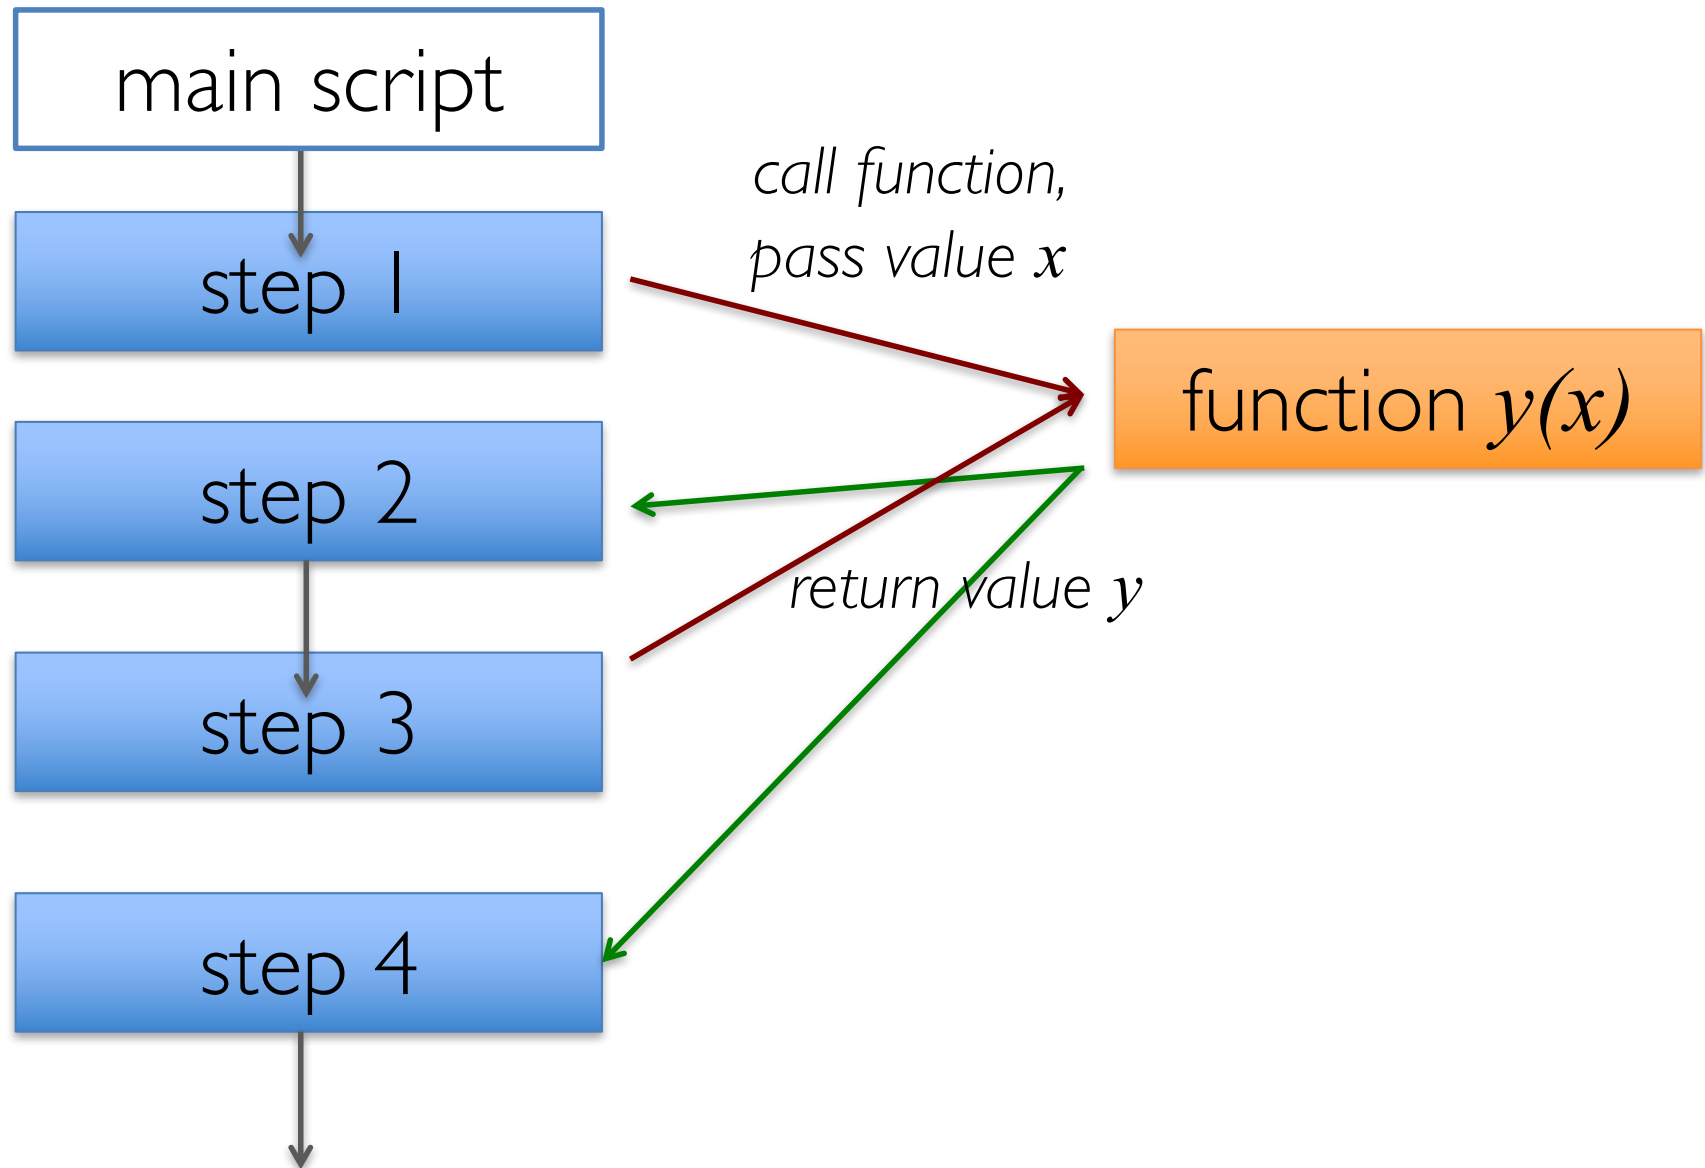 main script
call function,
pass value x
step 1
function y(x)
step 2
return value y
step 3
step 4